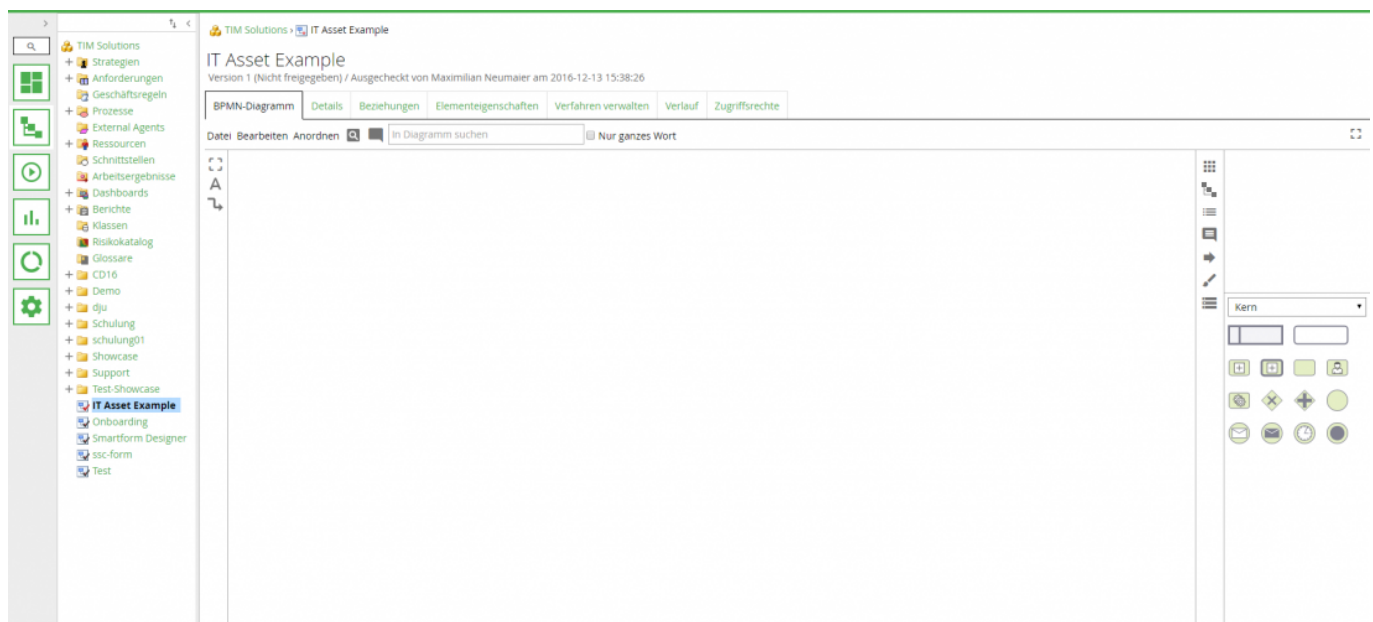 TIM Solutions › IT Asset Example
IT Asset Example
Version 1 (Nicht freigegeben) / Ausgecheckt von Maximilian Neumaier am 2016-12-13 15:38:26
BPMN-Diagramm Details Beziehungen Elementeigenschaften Verfahren verwalten Verlauf Zugriffsrechte
Datei Bearbeiten Anordnen In Diagramm suchen Nur ganzes Wort
TIM Solutions
Strategien
Anforderungen
Geschäftsregeln
Prozesse
External Agents
Ressourcen
Schnittstellen
Arbeitsergebnisse
Dashboards
Berichte
Klassen
Risikokatalog
Glossare
CD16
Demo
dju
Schulung
schulung01
Showcase
Support
Test-Showcase
IT Asset Example
Onboarding
Smartform Designer
ssc-form
Test
A
Kern